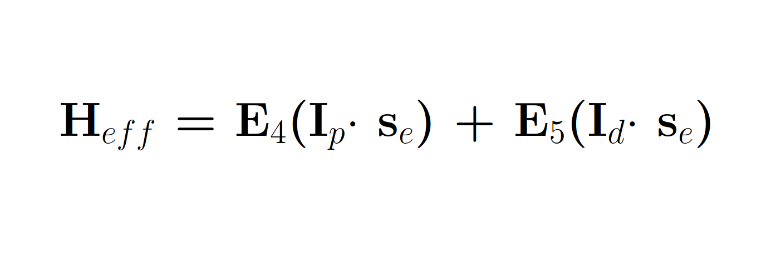 H_{eff} = E_4(I_p· s_e) + E_5(I_d· s_e)